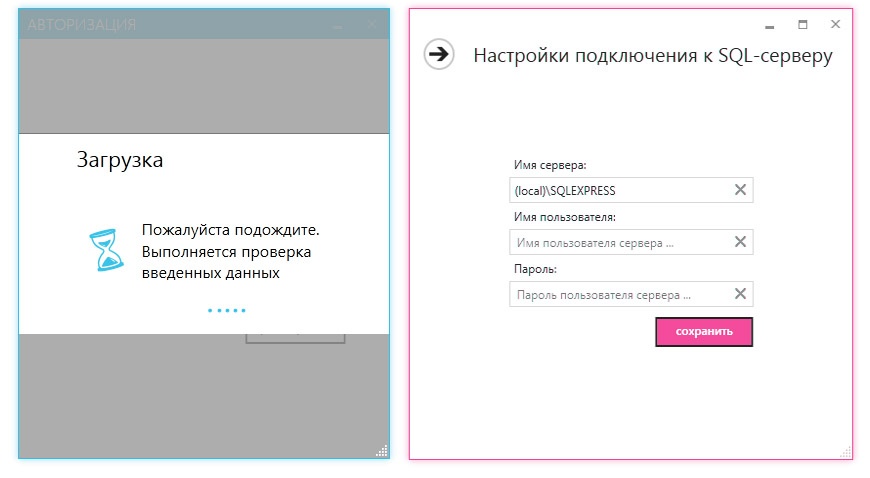 АВТОРИЗАЦИЯ
Загрузка
Пожалуйста подождите.
Выполняется проверка
введенных данных
Настройки подключения к SQL-серверу
Имя сервера:
(local)\SQLEXPRESS
Имя пользователя:
Имя пользователя сервера ...
Пароль:
Пароль пользователя сервера ...
сохранить